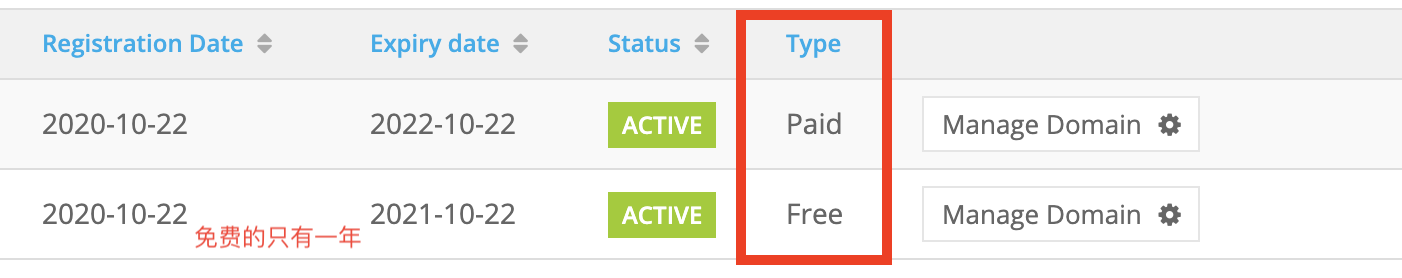 Registration Date Expiry date Status Type
2020-10-22 2022-10-22 ACTIVE Paid Manage Domain
2020-10-22 2021-10-22 ACTIVE Free Manage Domain
免费的只有一年